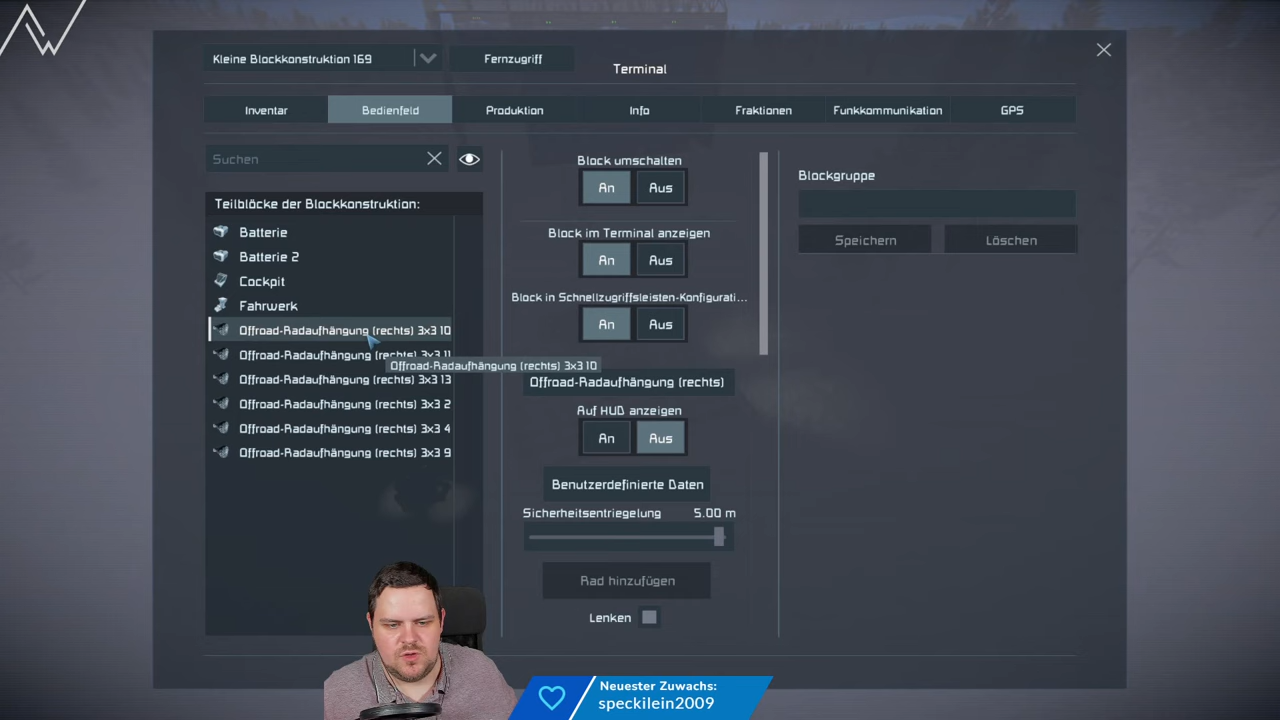 Kleine Blockkonstruktion 169
Fernzugriff
Terminal
Inventar
Bedienfeld
Produktion
Info
Fraktionen
Funkkommunikation
GPS
Suchen
Teilblöcke der Blockkonstruktion:
Batterie
Batterie 2
Cockpit
Fahrwerk
Offroad-Radaufhängung (rechts) 3x3 10
Offroad-Radaufhängung (rechts) 3x3 11
Offroad-Radaufhängung (rechts) 3x3 10
Offroad-Radaufhängung (rechts) 3x3 13
Offroad-Radaufhängung (rechts) 3x3 2
Offroad-Radaufhängung (rechts) 3x3 4
Offroad-Radaufhängung (rechts) 3x3 9
Block umschalten
An Aus
Block im Terminal anzeigen
An Aus
Block in Schnellzugriffsleisten-Konfigurati...
An Aus
Offroad-Radaufhängung (rechts)
Auf HUD anzeigen
An Aus
Benutzerdefinierte Daten
Sicherheitsentriegelung 5.00 m
Rad hinzufügen
Lenken
Blockgruppe
Speichern
Löschen
Neuester Zuwachs:
speckilein2009